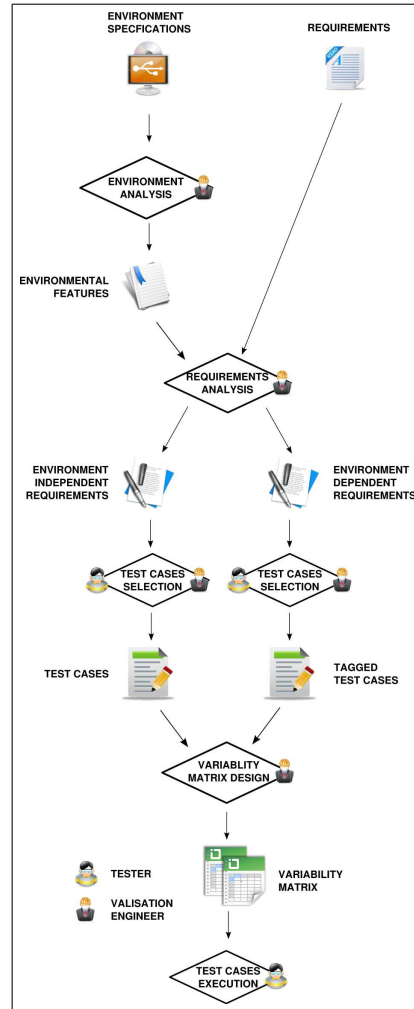 ENVIRONMENT
SPECFICATIONS
REQUIREMENTS
ENVIRONMENT
ANALYSIS
ENVIRONMENTAL
FEATURES
REQUIREMENTS
ANALYSIS
ENVIRONMENT
INDEPENDENT
REQUIREMENTS
ENVIRONMENT
DEPENDENT
REQUIREMENTS
TEST CASES
SELECTION
TEST CASES
SELECTION
TEST CASES
TAGGED
TEST CASES
VARIABLITY
MATRIX DESIGN
VARIABILITY
MATRIX
TESTER
VALISATION
ENGINEER
TEST CASES
EXECUTION